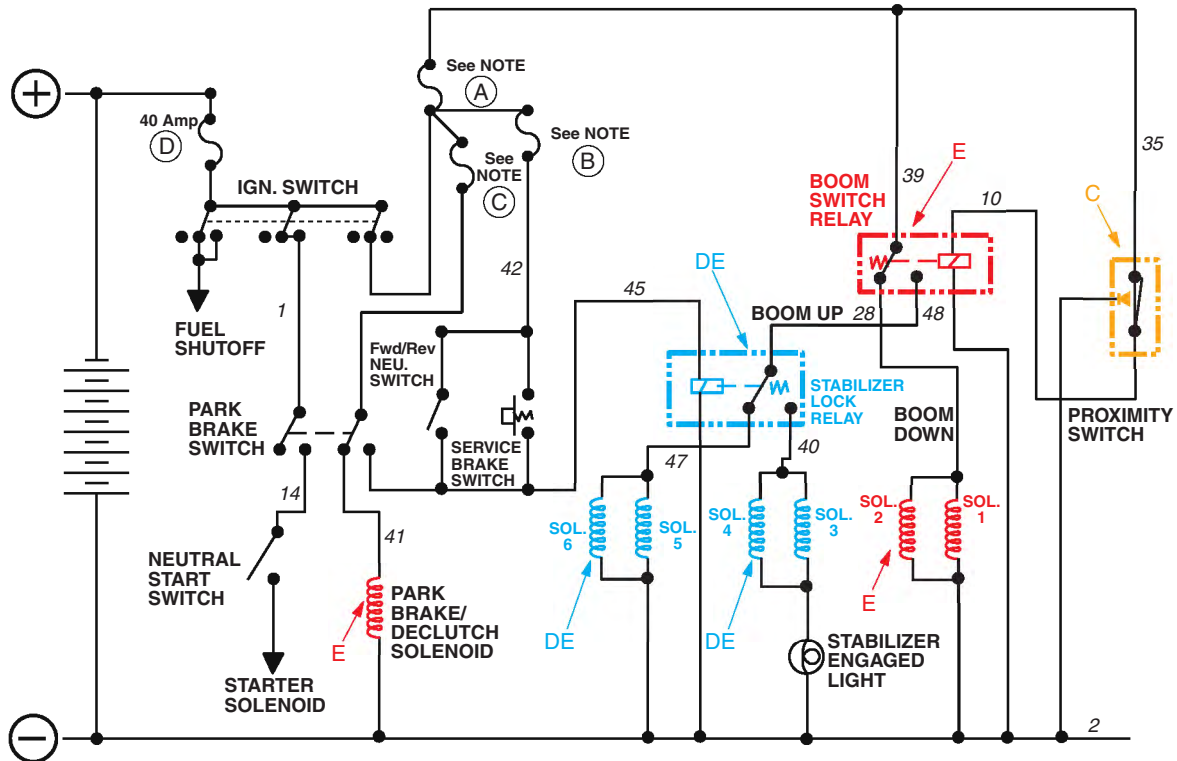 See NOTE
A
40 Amp
D
See NOTE
B
See
NOTE
C
IGN. SWITCH
35
39
E
BOOM
SWITCH
RELAY
10
C
42
1
45
DE
BOOM UP
28
48
FUEL
SHUTOFF
Fwd/Rev
NEU.
SWITCH
STABILIZER
LOCK
RELAY
PARK
BRAKE
SWITCH
BOOM
DOWN
PROXIMITY
SWITCH
SERVICE
BRAKE
SWITCH
47
40
14
41
SOL.
6
SOL.
5
SOL.
4
SOL.
3
SOL.
2
SOL.
1
NEUTRAL
START
SWITCH
E
PARK
BRAKE/
DECLUTCH
SOLENOID
DE
DE
E
STABILIZER
ENGAGED
LIGHT
STARTER
SOLENOID
2